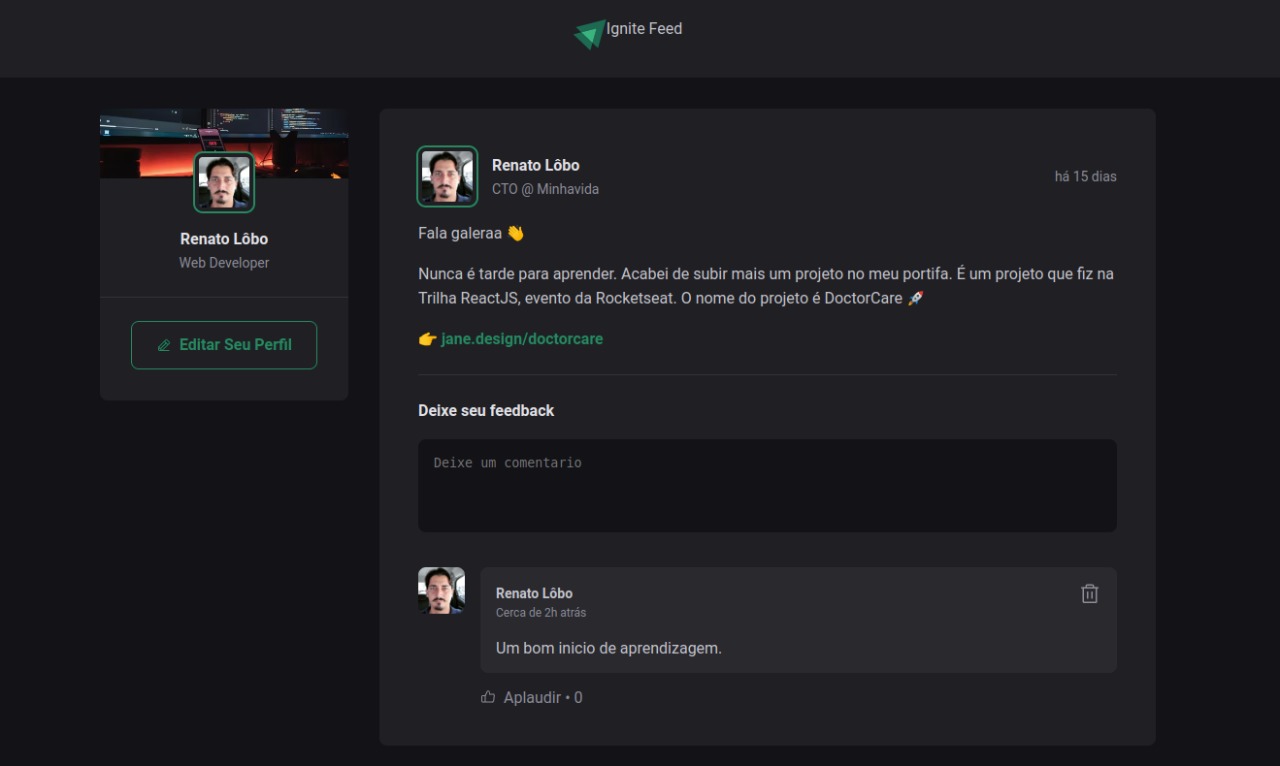 Ignite Feed
Renato Lôbo
Web Developer
Editar Seu Perfil
Renato Lôbo
CTO @ Minhavida
há 15 dias
Fala galeraa 👋
Nunca é tarde para aprender. Acabei de subir mais um projeto no meu portifa. É um projeto que fiz na
Trilha ReactJS, evento da Rocketseat. O nome do projeto é DoctorCare 🚀
👉 jane.design/doctorcare
Deixe seu feedback
Deixe um comentario
Renato Lôbo
Cerca de 2h atrás
Um bom inicio de aprendizagem.
Aplaudir • 0